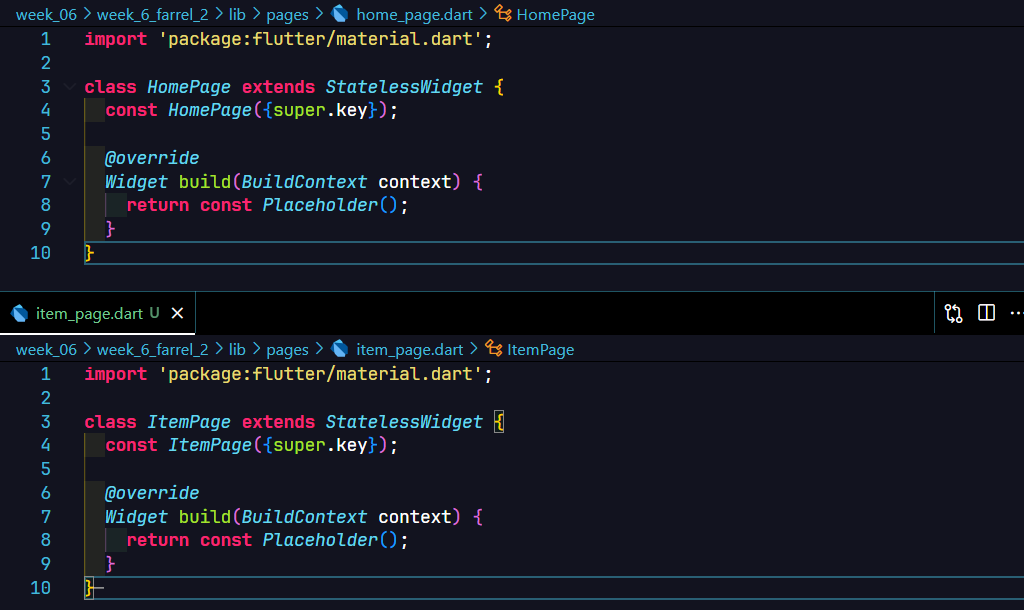 week_06 > week_6_farrel_2 > lib > pages > home_page.dart > HomePage
1 import 'package:flutter/material.dart';
2
3 class HomePage extends StatelessWidget {
4 const HomePage({super.key});
5
6 @override
7 Widget build(BuildContext context) {
8 return const Placeholder();
9 }
10 }
item_page.dart U ×
week_06 > week_6_farrel_2 > lib > pages > item_page.dart > ItemPage
1 import 'package:flutter/material.dart';
2
3 class ItemPage extends StatelessWidget {
4 const ItemPage({super.key});
5
6 @override
7 Widget build(BuildContext context) {
8 return const Placeholder();
9 }
10 }